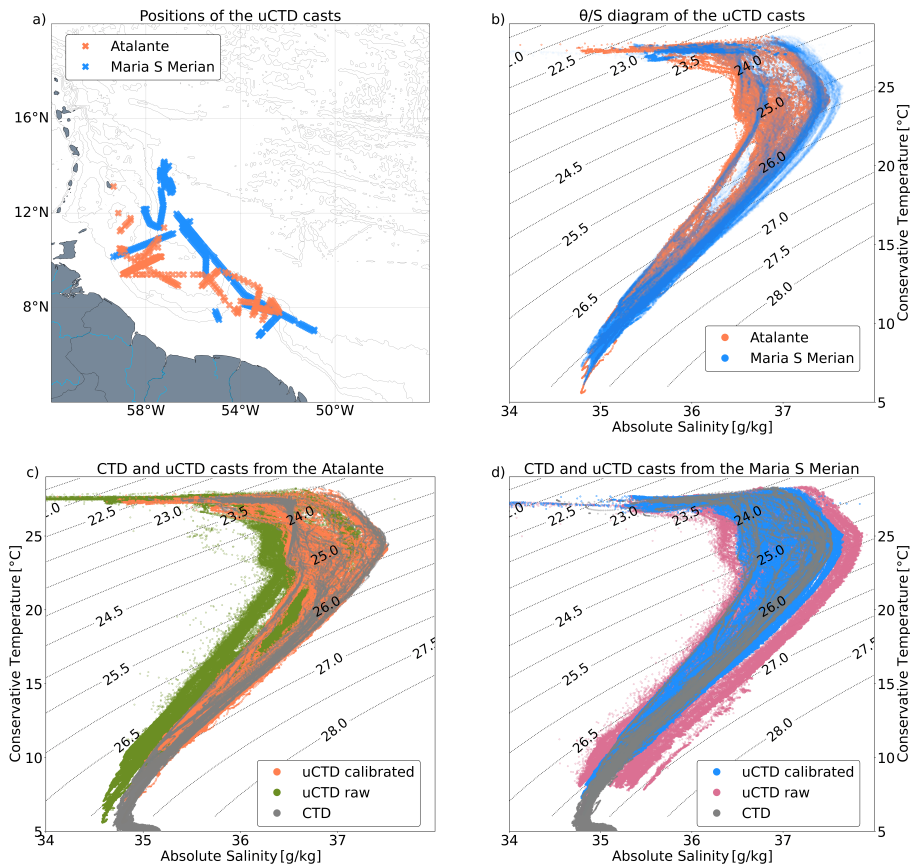 a)
Positions of the uCTD casts
Atalante
Maria S Merian
16°N
12°N
8°N
58°W
54°W
50°W
b)
θ/S diagram of the uCTD casts
22.5
23.0
23.5
24.0
25.0
24.5
26.0
25.5
27.0
27.5
26.5
28.0
Atalante
Maria S Merian
25
20
15
10
5
Conservative Temperature [°C]
34
35
36
37
Absolute Salinity [g/kg]
c)
CTD and uCTD casts from the Atalante
22.5
23.0
23.5
24.0
25.0
24.5
26.0
25.5
27.0
27.5
26.5
28.0
uCTD calibrated
uCTD raw
CTD
25
20
15
10
5
Conservative Temperature [°C]
34
35
36
37
Absolute Salinity [g/kg]
d)
CTD and uCTD casts from the Maria S Merian
22.5
23.0
23.5
24.0
25.0
24.5
26.0
25.5
27.0
27.5
26.5
28.0
uCTD calibrated
uCTD raw
CTD
25
20
15
10
5
Conservative Temperature [°C]
34
35
36
37
Absolute Salinity [g/kg]